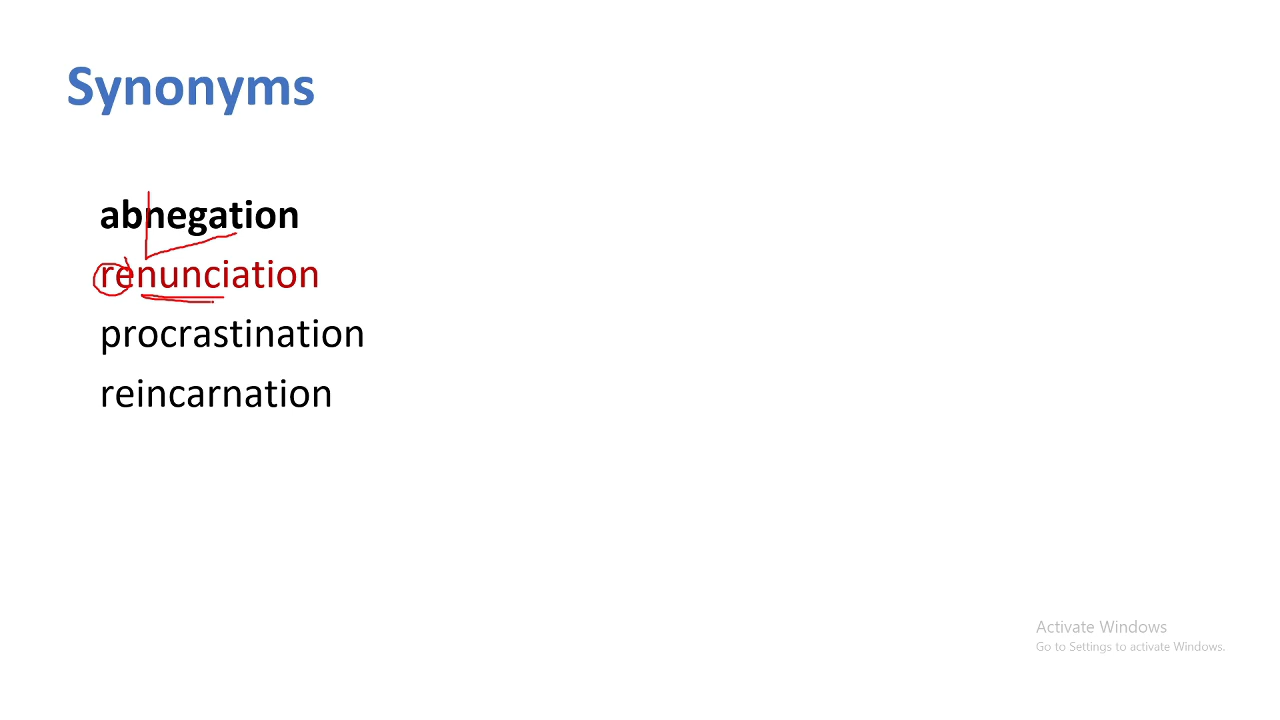 Synonyms
abnegation
renunciation
procrastination
reincarnation
Activate Windows
Go to Settings to activate Windows.